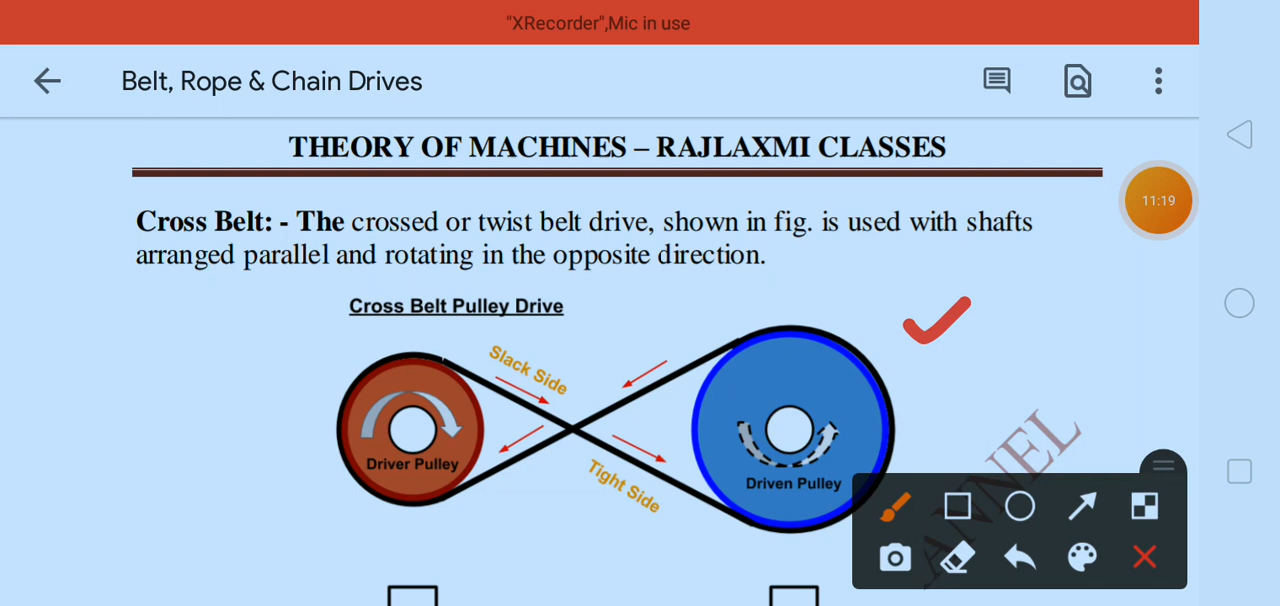 "XRecorder",Mic in use
Belt, Rope & Chain Drives
THEORY OF MACHINES – RAJLAXMI CLASSES
11:19
Cross Belt: - The crossed or twist belt drive, shown in fig. is used with shafts
arranged parallel and rotating in the opposite direction.
Cross Belt Pulley Drive
Slack Side
Driver Pulley
Tight Side
Driven Pulley